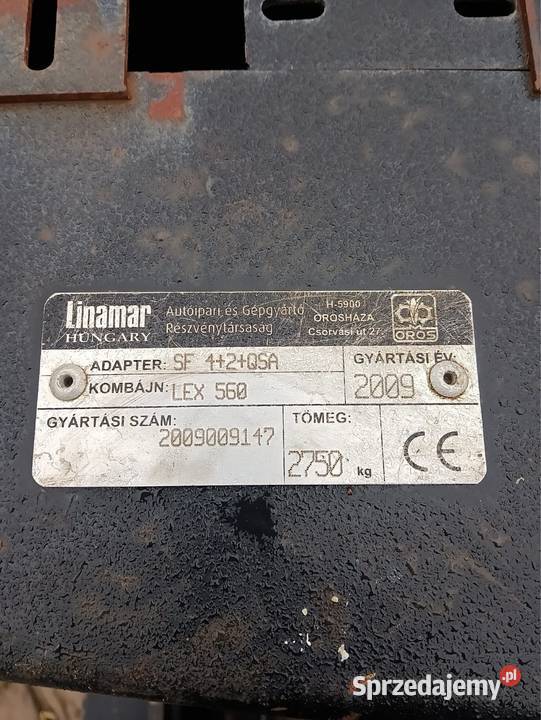 Linamar
HUNGARY
Autóipari és Gépgyártó
Részvénytársaság
H-5900
OROSHÁZA
Csorvási út 27.
OROS
ADAPTER: SF 4+2+QSA
KOMBÁJN: LEX 560
GYÁRTÁSI ÉV:
2009
GYÁRTÁSI SZÁM:
2009009147
TÖMEG:
2750 kg
CE
Sprzedajemy.pl